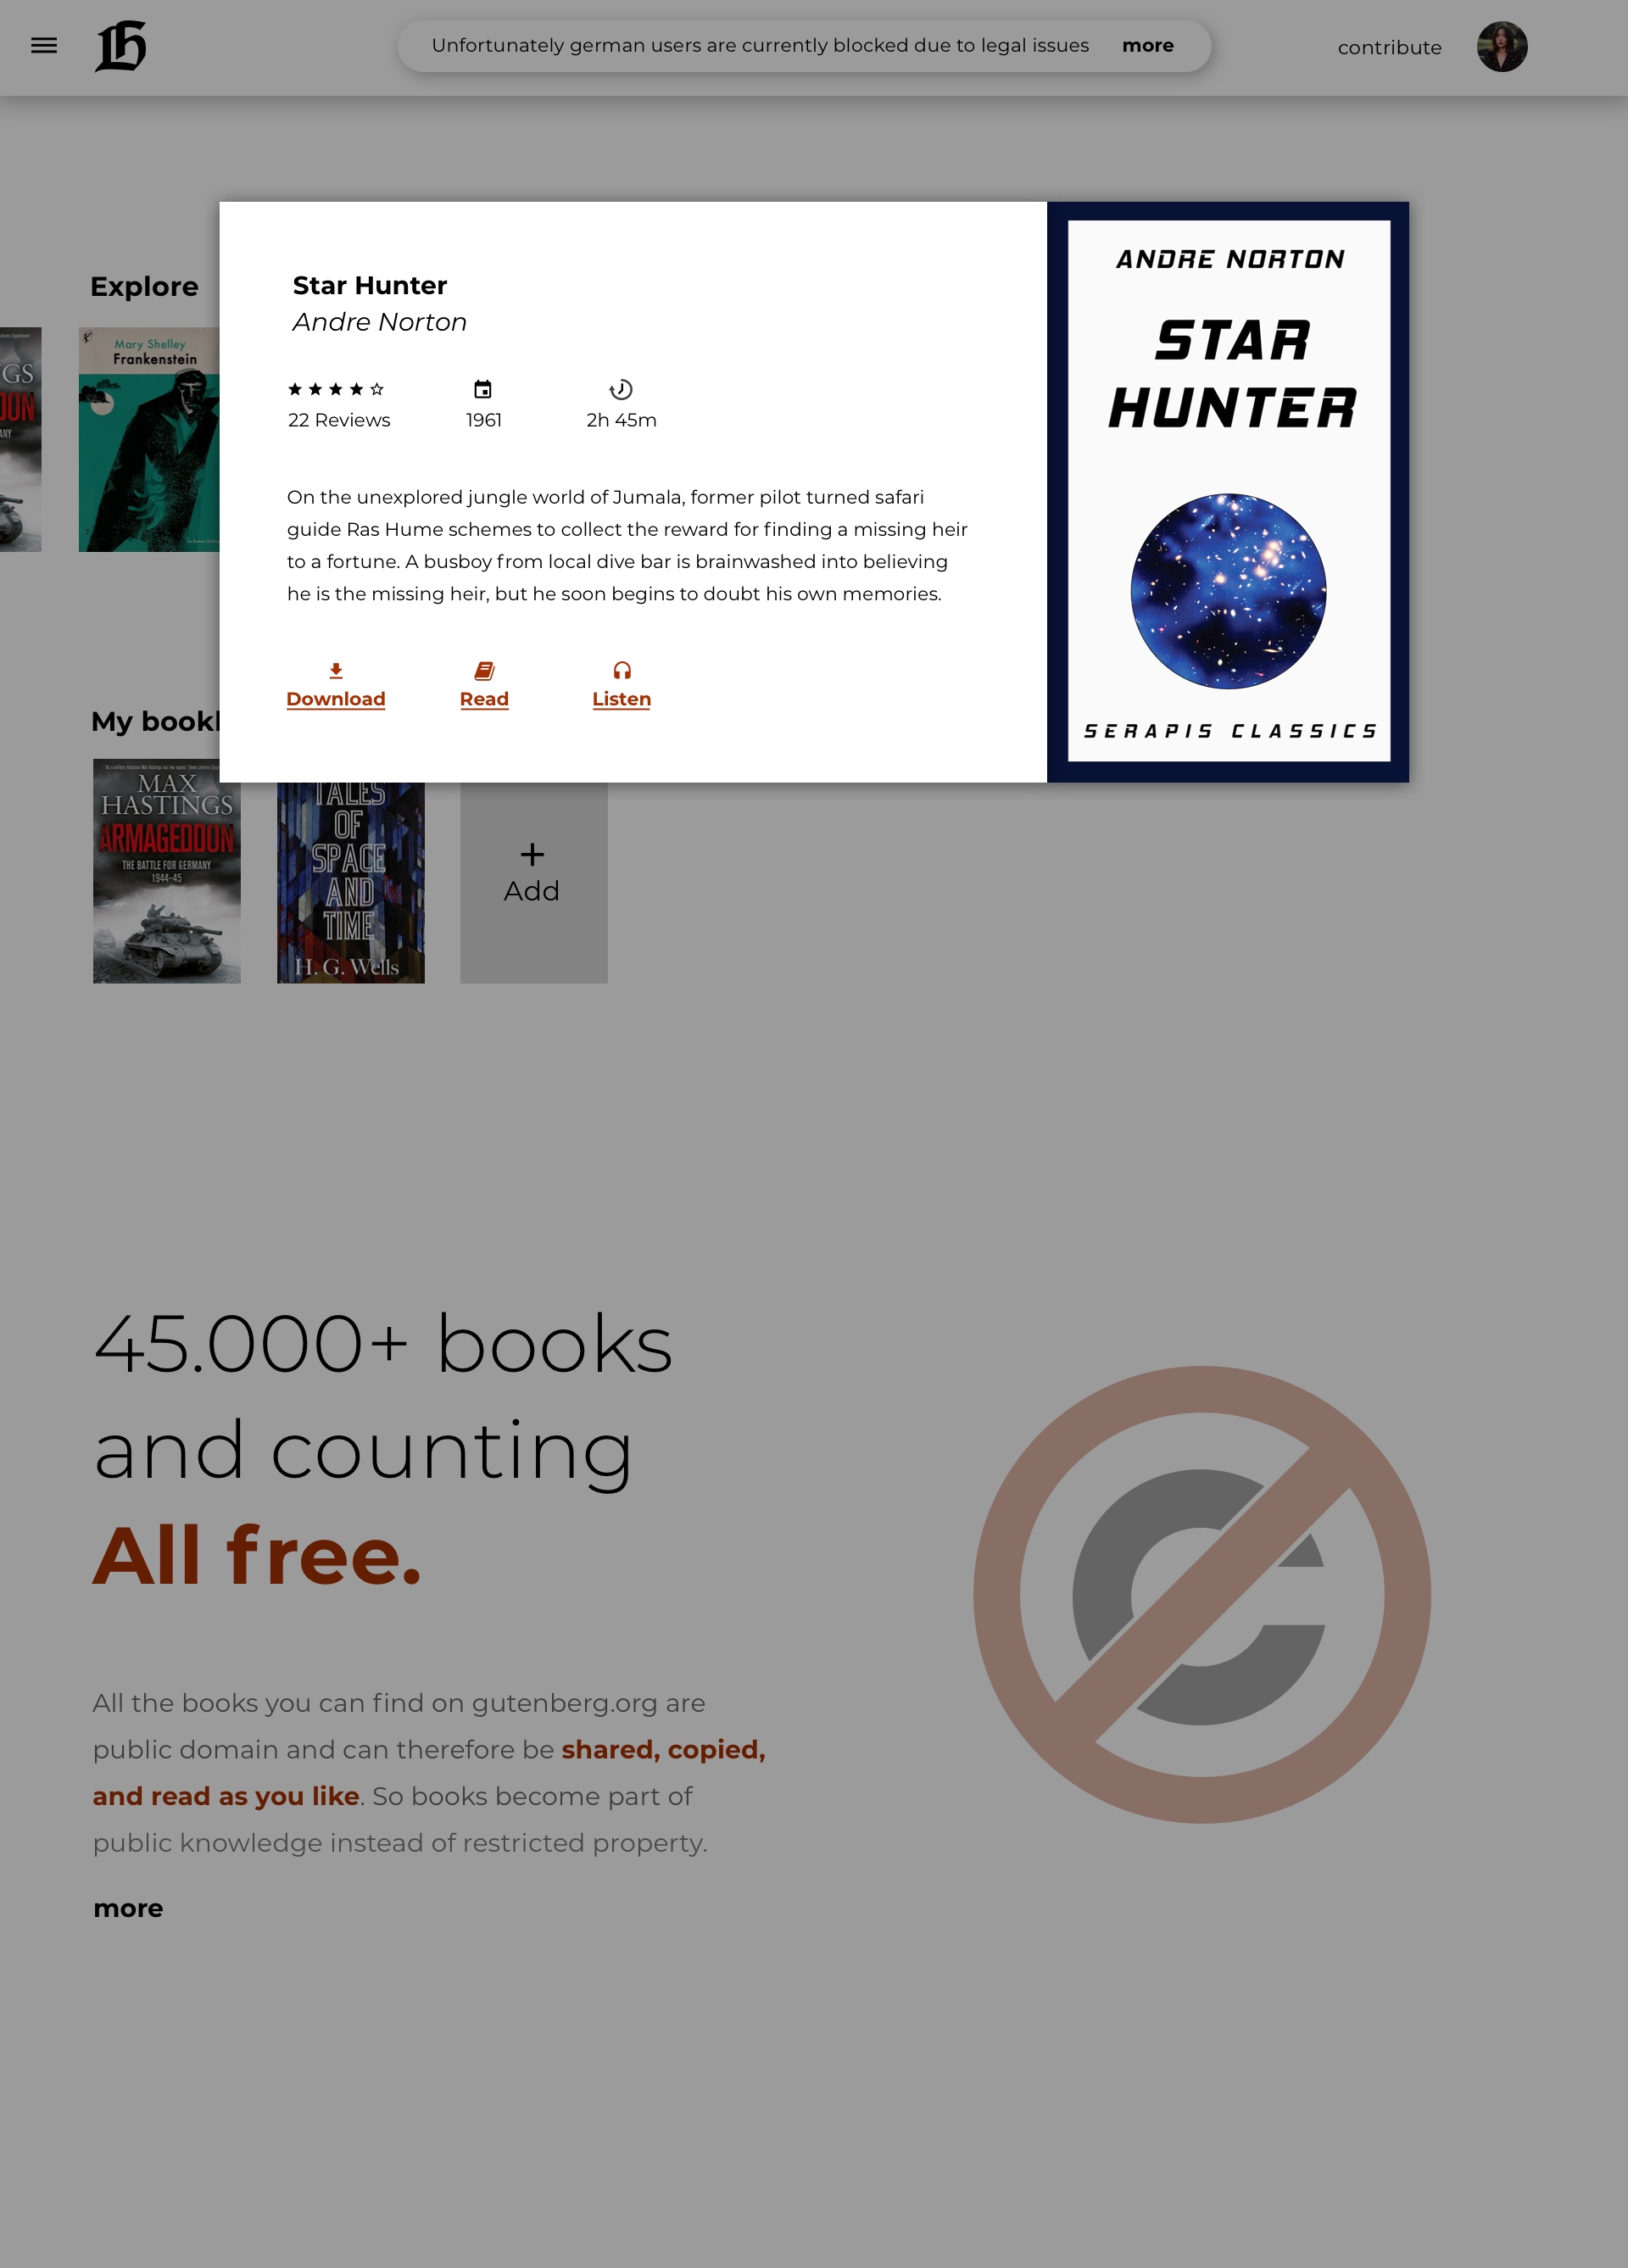 Unfortunately german users are currently blocked due to legal issues more
contribute
Star Hunter
Andre Norton
22 Reviews
1961
2h 45m
On the unexplored jungle world of Jumala, former pilot turned safari
guide Ras Hume schemes to collect the reward for finding a missing heir
to a fortune. A busboy from local dive bar is brainwashed into believing
he is the missing heir, but he soon begins to doubt his own memories.
Download
Read
Listen
ANDRE NORTON
STAR
HUNTER
SERAPIS CLASSICS
Explore
GS
DON
ANY
Mary Shelley
Frankenstein
My book
MAX
HASTINGS
ARMAGEDDON
THE BATTLE FOR GERMANY
1944-45
TALES
OF
SPACE
AND
TIME
H. G. Wells
+
Add
45.000+ books
and counting
All free.
All the books you can find on gutenberg.org are
public domain and can therefore be shared, copied,
and read as you like. So books become part of
public knowledge instead of restricted property.
more